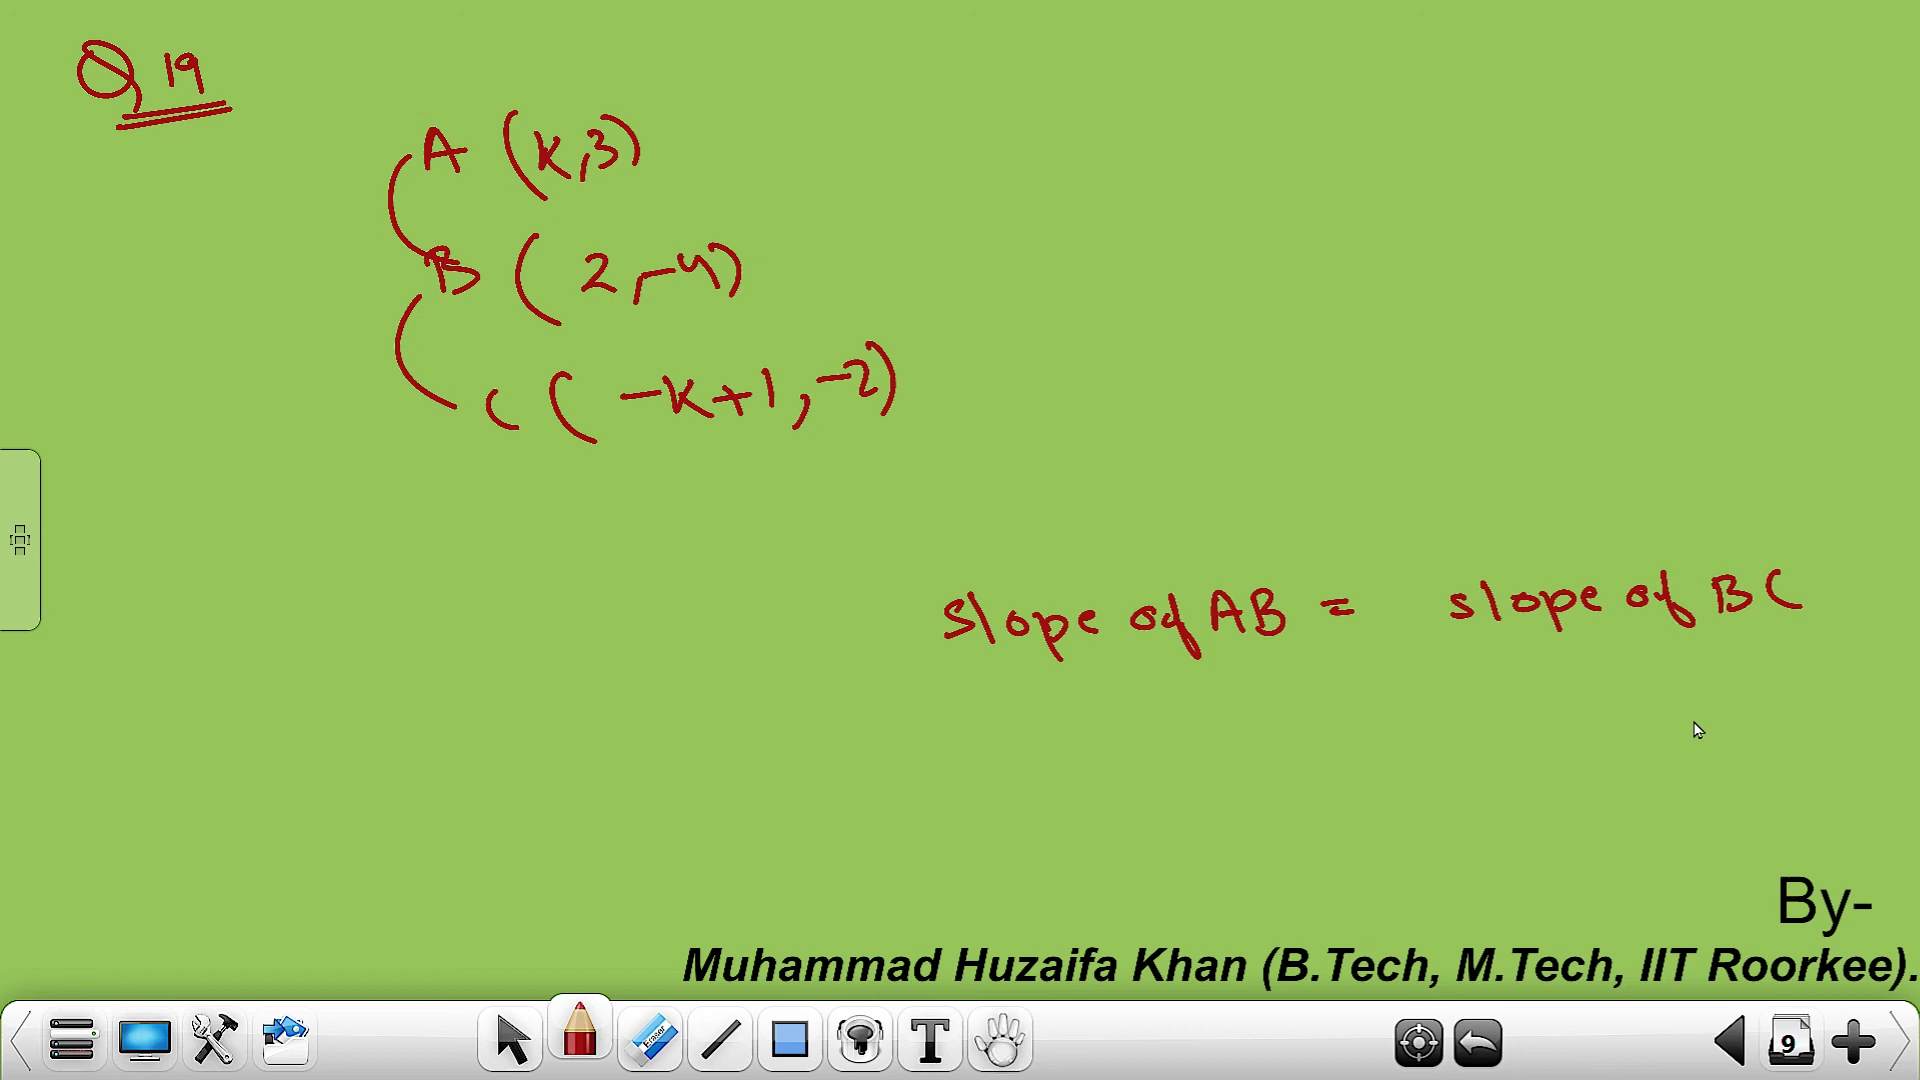 Q 19
A (K,3)
B (2,-4)
C (-K+1,-2)
Slope of AB = slope of BC
By-
Muhammad Huzaifa Khan (B.Tech, M.Tech, IIT Roorkee).
Eraser
T
9